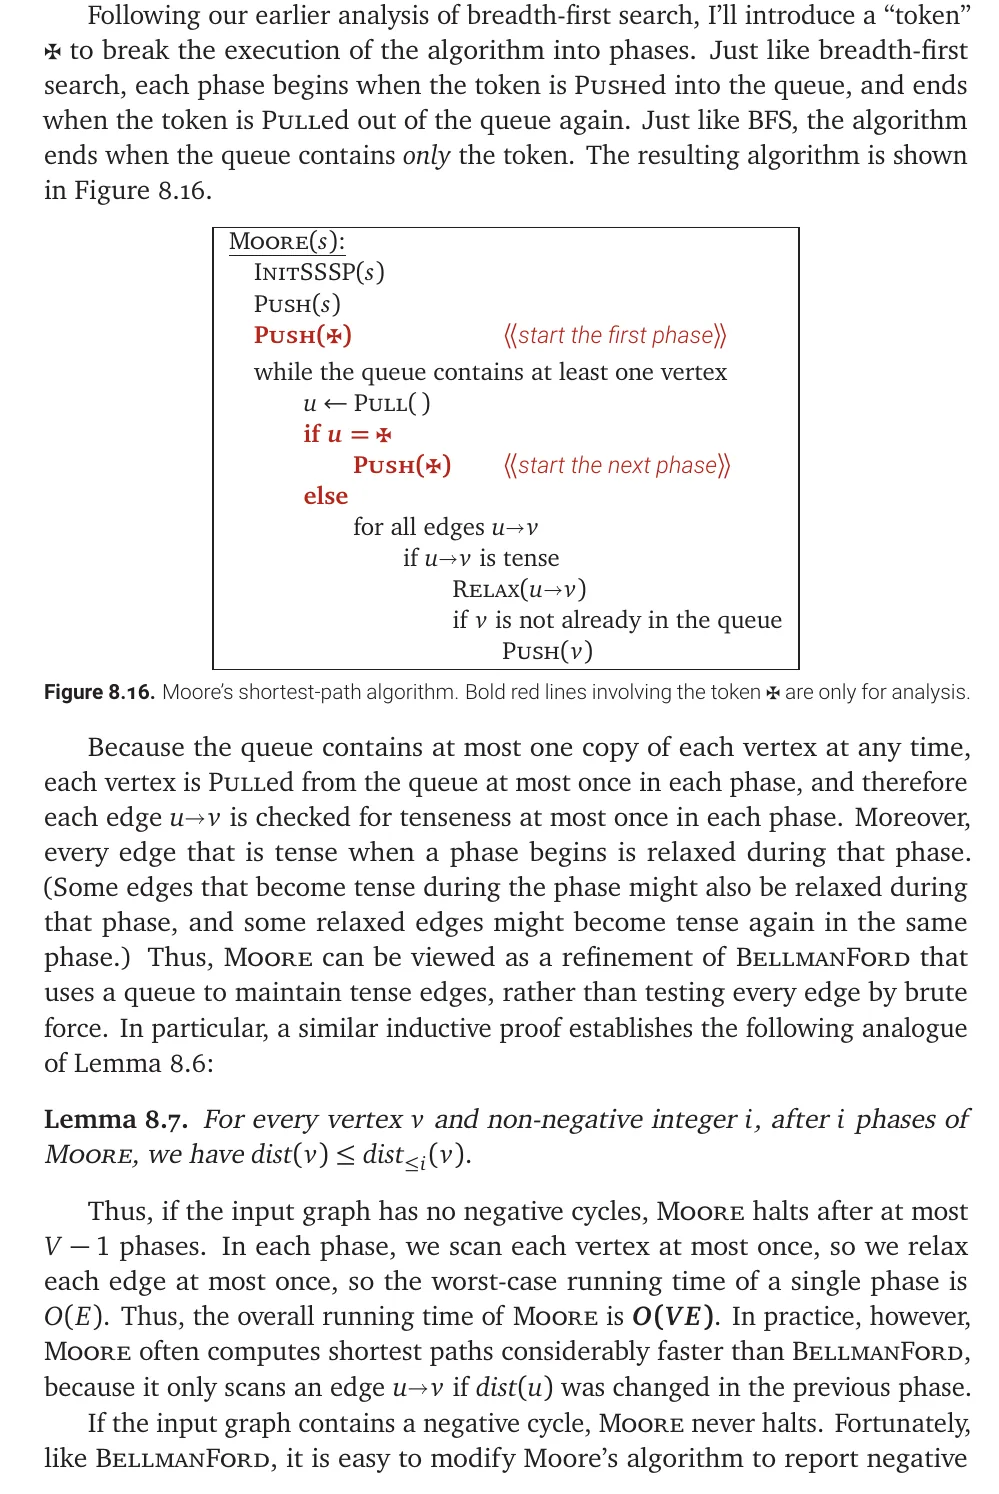 Following our earlier analysis of breadth-first search, I’ll introduce a “token”
✠ to break the execution of the algorithm into phases. Just like breadth-first
search, each phase begins when the token is Pushed into the queue, and ends
when the token is Pulled out of the queue again. Just like BFS, the algorithm
ends when the queue contains only the token. The resulting algorithm is shown
in Figure 8.16.
Moore(s):
InitSSSP(s)
Push(s)
Push(✠) ⟪start the first phase⟫
while the queue contains at least one vertex
u ← Pull( )
if u = ✠
Push(✠) ⟪start the next phase⟫
else
for all edges u→v
if u→v is tense
Relax(u→v)
if v is not already in the queue
Push(v)
Figure 8.16. Moore’s shortest-path algorithm. Bold red lines involving the token ✠ are only for analysis.
Because the queue contains at most one copy of each vertex at any time,
each vertex is Pulled from the queue at most once in each phase, and therefore
each edge u→v is checked for tenseness at most once in each phase. Moreover,
every edge that is tense when a phase begins is relaxed during that phase.
(Some edges that become tense during the phase might also be relaxed during
that phase, and some relaxed edges might become tense again in the same
phase.) Thus, Moore can be viewed as a refinement of BellmanFord that
uses a queue to maintain tense edges, rather than testing every edge by brute
force. In particular, a similar inductive proof establishes the following analogue
of Lemma 8.6:
Lemma 8.7. For every vertex v and non-negative integer i, after i phases of
Moore, we have dist(v) ≤ dist≤i(v).
Thus, if the input graph has no negative cycles, Moore halts after at most
V − 1 phases. In each phase, we scan each vertex at most once, so we relax
each edge at most once, so the worst-case running time of a single phase is
O(E). Thus, the overall running time of Moore is O(VE). In practice, however,
Moore often computes shortest paths considerably faster than BellmanFord,
because it only scans an edge u→v if dist(u) was changed in the previous phase.
If the input graph contains a negative cycle, Moore never halts. Fortunately,
like BellmanFord, it is easy to modify Moore’s algorithm to report negative